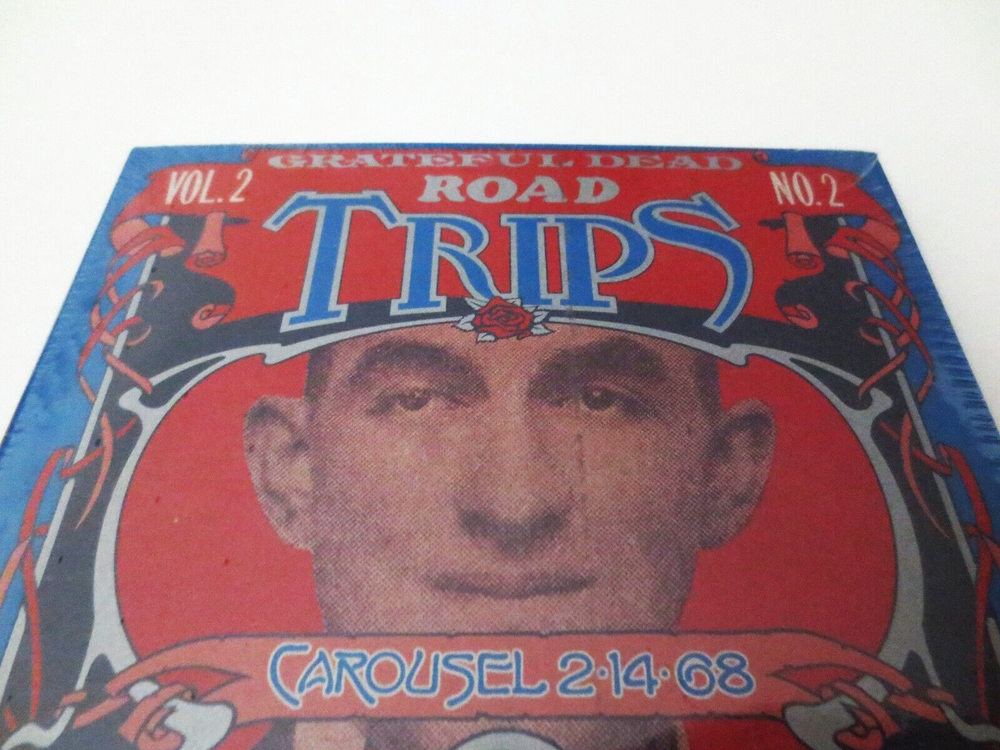 GRATEFUL DEAD
VOL. 2 ROAD NO. 2
TRIPS
CAROUSEL 2·14·68